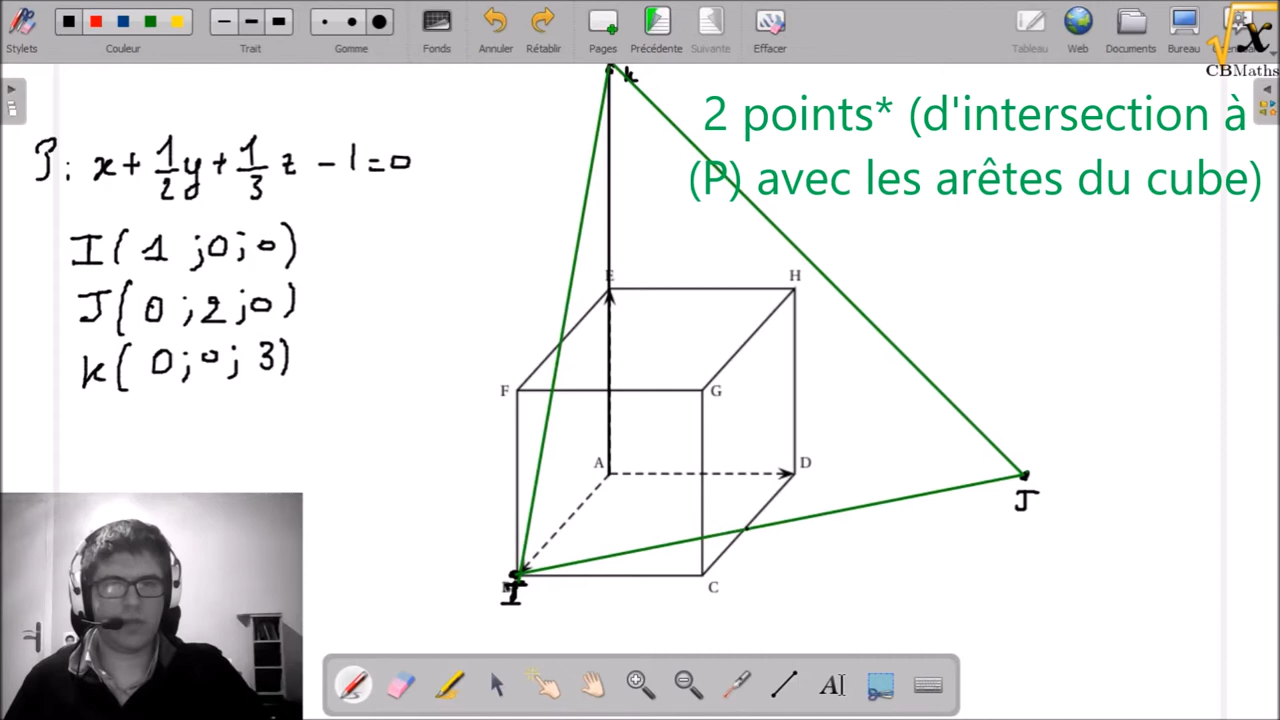 Stylets
Couleur
Trait
Gomme
Fonds
Annuler
Rétablir
Pages
Précédente
Suivante
Effacer
Tableau
Web
Documents
Bureau
CBMaths
2 points* (d'intersection à
(P) avec les arêtes du cube)
P: x + 1/2 y + 1/3 z - 1 = 0
I( 1 ;0;0)
J( 0 ;2;0)
K( 0;0; 3)
K
E
H
F
G
A
D
J
I
C
AI